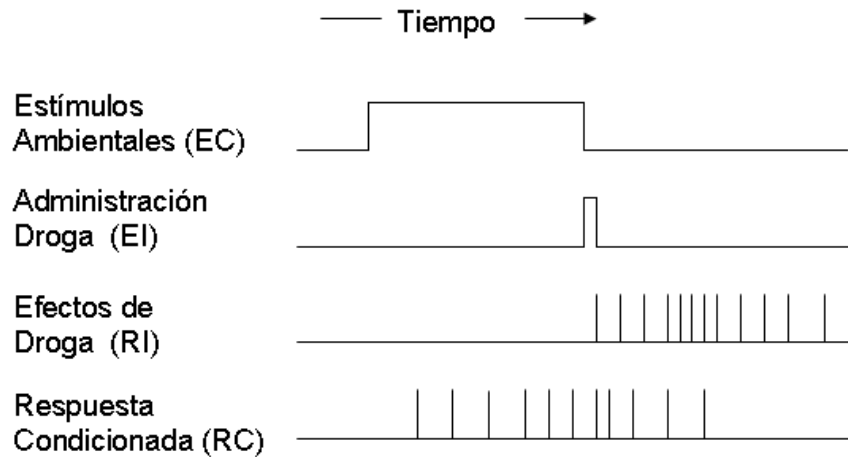 Tiempo
Estímulos
Ambientales (EC)
Administración
Droga (EI)
Efectos de
Droga (RI)
Respuesta
Condicionada (RC)